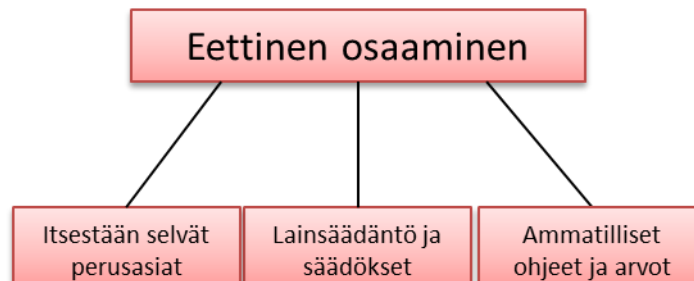 Eettinen osaaminen
Itsestään selvät
perusasiat
Lainsäädäntö ja
säädökset
Ammatilliset
ohjeet ja arvot